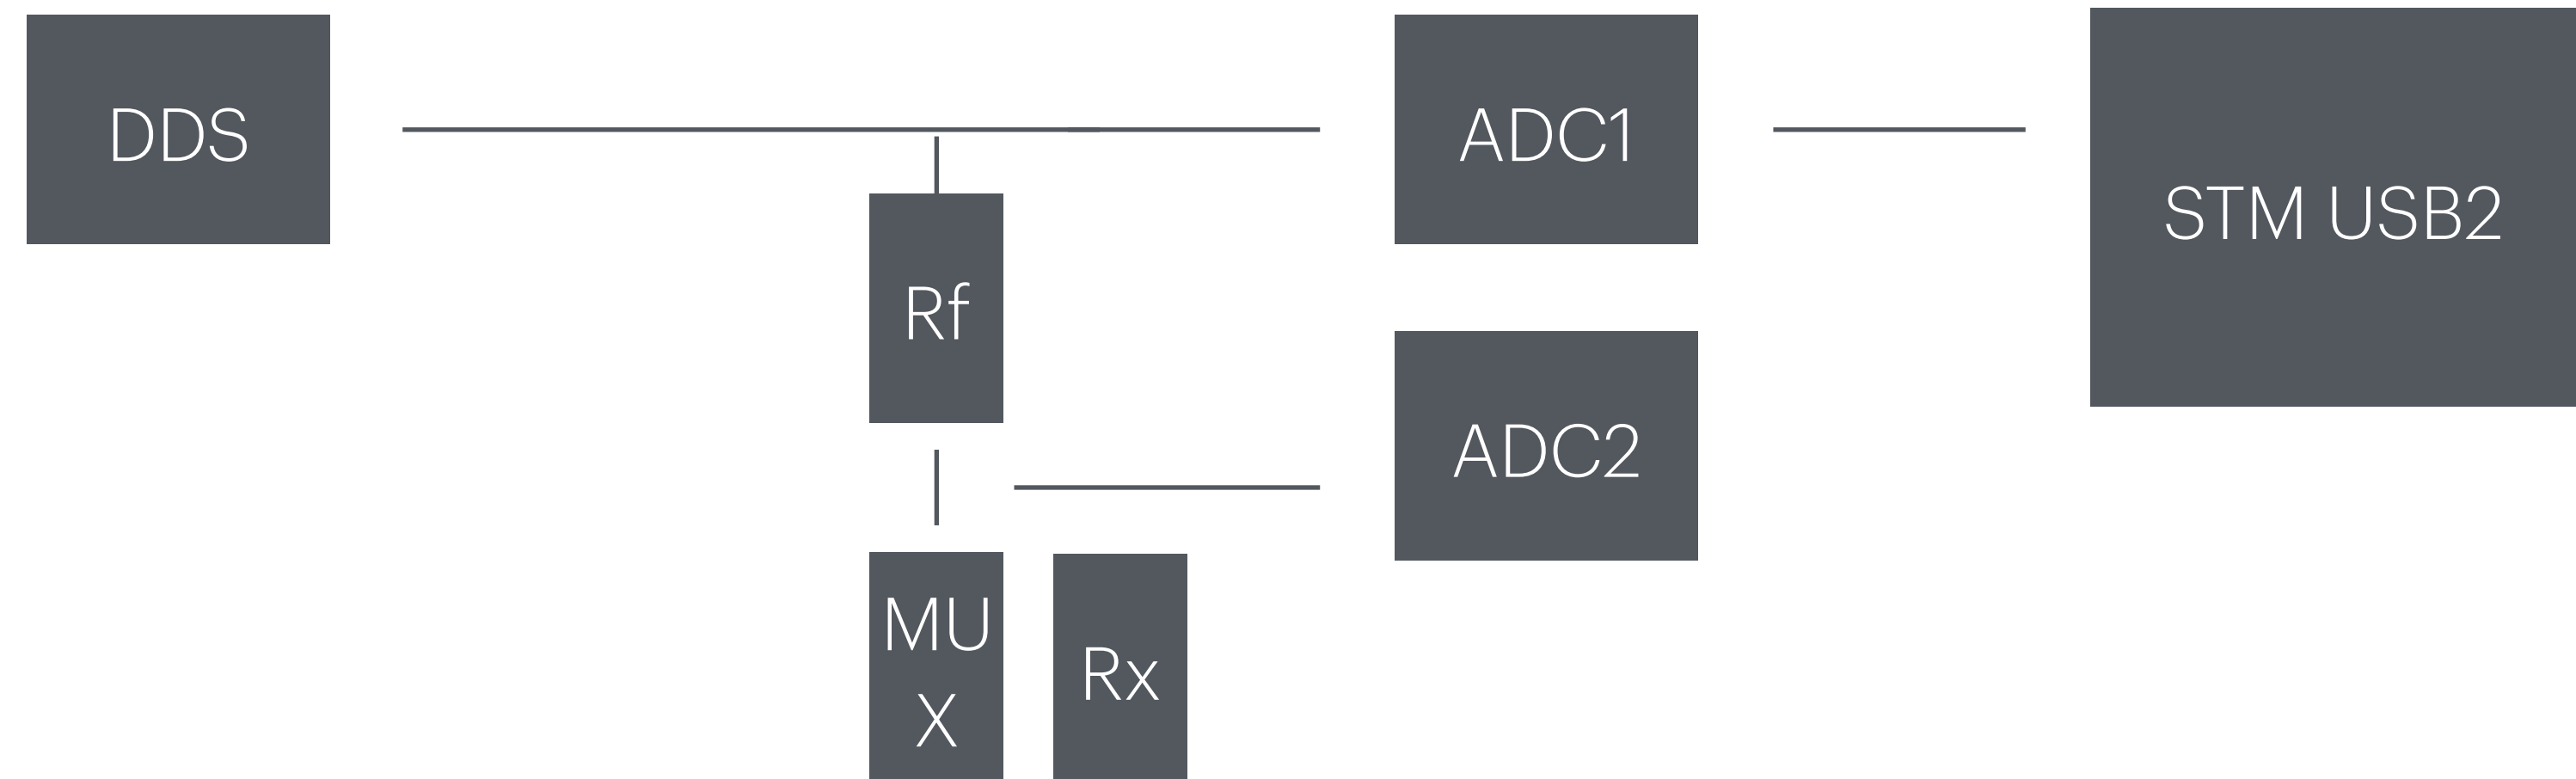 DDS
ADC1
STM USB2
Rf
ADC2
MU
X
Rx